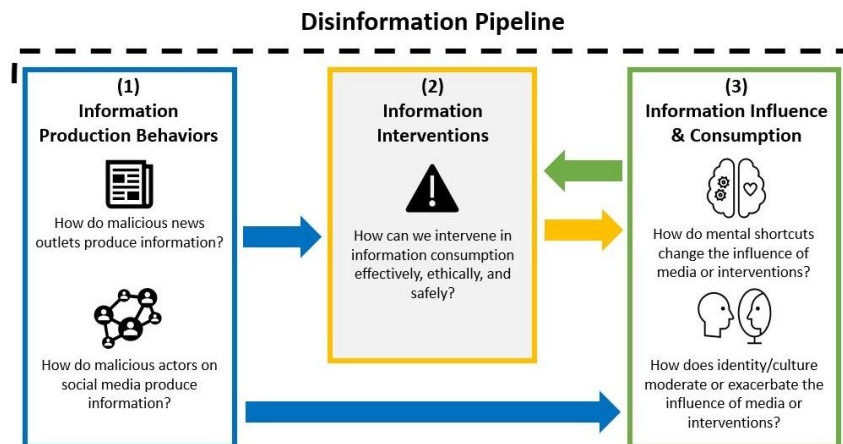 Disinformation Pipeline
(1)
Information
Production Behaviors
How do malicious news
outlets produce information?
How do malicious actors on
social media produce
information?
(2)
Information
Interventions
How can we intervene in
information consumption
effectively, ethically, and
safely?
(3)
Information Influence
& Consumption
How do mental shortcuts
change the influence of
media or interventions?
How does identity/culture
moderate or exacerbate the
influence of media or
interventions?